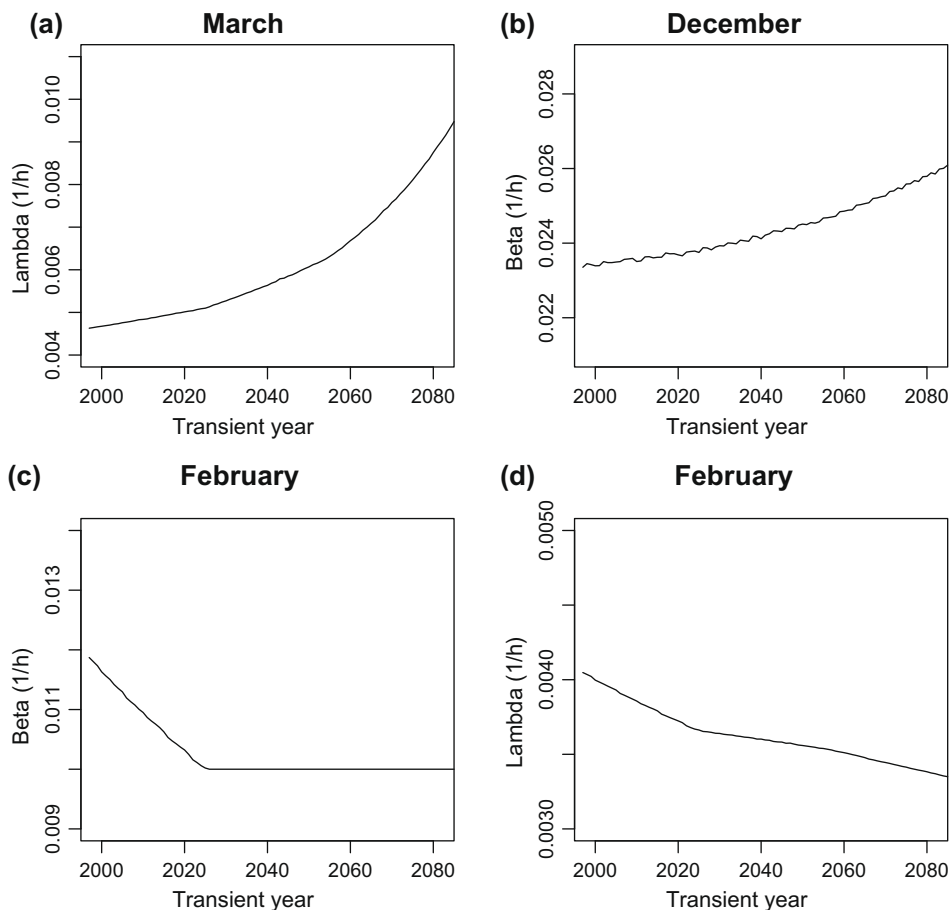 (a) March
0.004 0.006 0.008 0.010
Lambda (1/h)
2000 2020 2040 2060 2080
Transient year
(b) December
0.022 0.024 0.026 0.028
Beta (1/h)
2000 2020 2040 2060 2080
Transient year
(c) February
0.009 0.011 0.013
Beta (1/h)
2000 2020 2040 2060 2080
Transient year
(d) February
0.0030 0.0040 0.0050
Lambda (1/h)
2000 2020 2040 2060 2080
Transient year